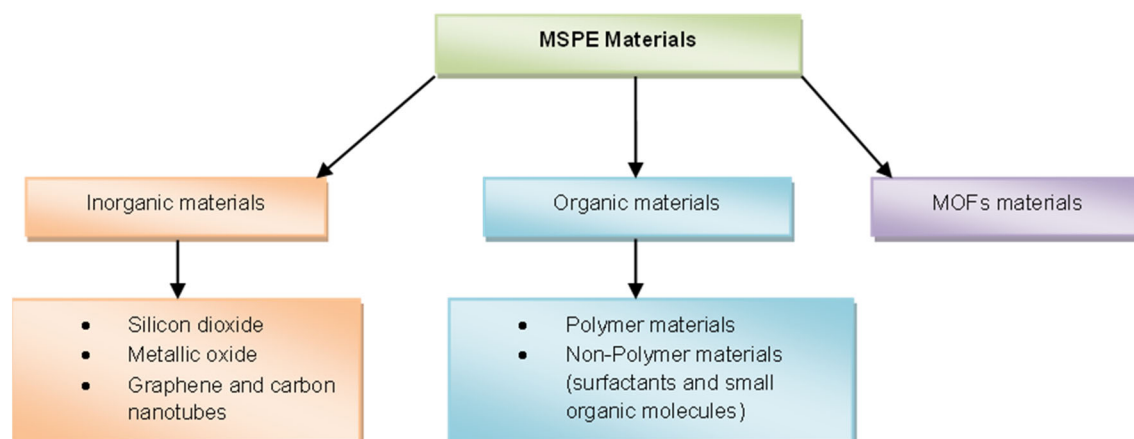 MSPE Materials
Inorganic materials
Organic materials
MOFs materials
• Silicon dioxide
• Metallic oxide
• Graphene and carbon
nanotubes
• Polymer materials
• Non-Polymer materials
(surfactants and small
organic molecules)